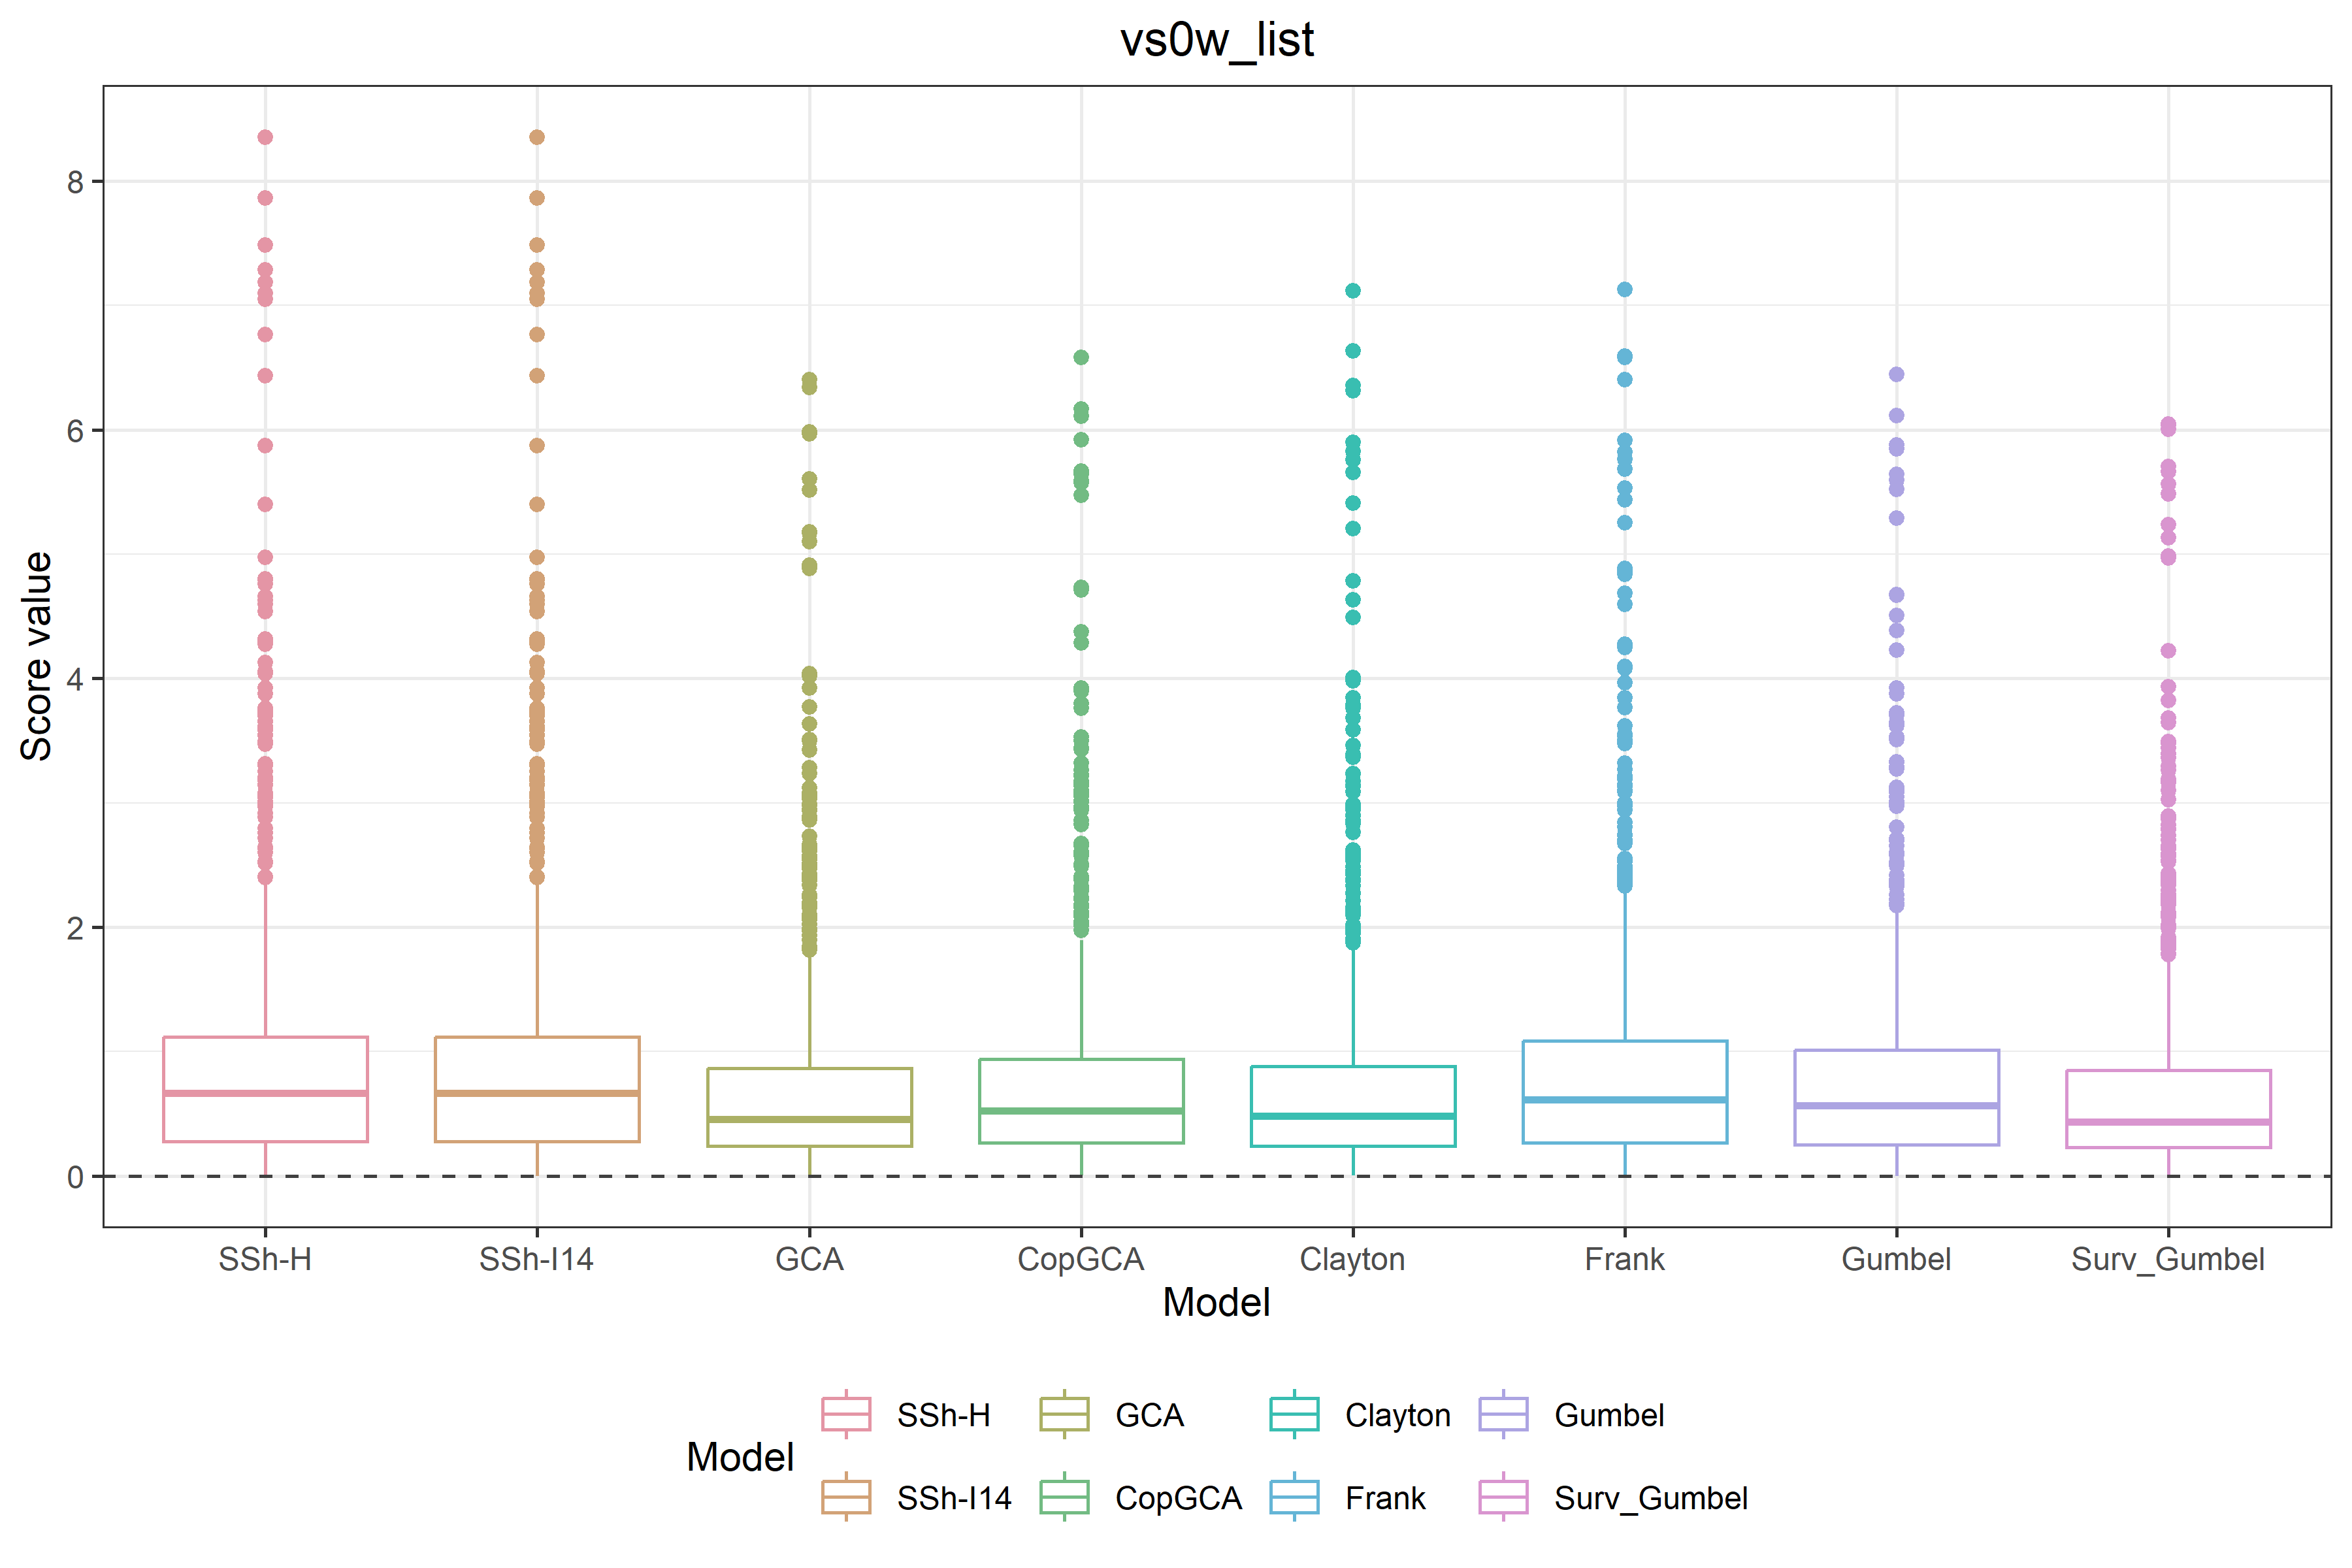 vs0w_list
Score value
8
6
4
2
0
SSh-H SSh-I14 GCA CopGCA Clayton Frank Gumbel Surv_Gumbel
Model
Model
SSh-H GCA Clayton Gumbel
SSh-I14 CopGCA Frank Surv_Gumbel